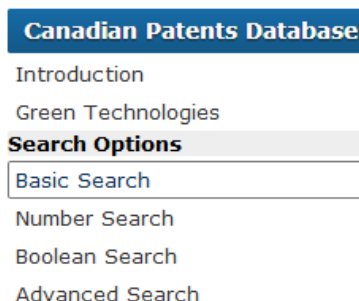 Canadian Patents Database
Introduction
Green Technologies
Search Options
Basic Search
Number Search
Boolean Search
Advanced Search